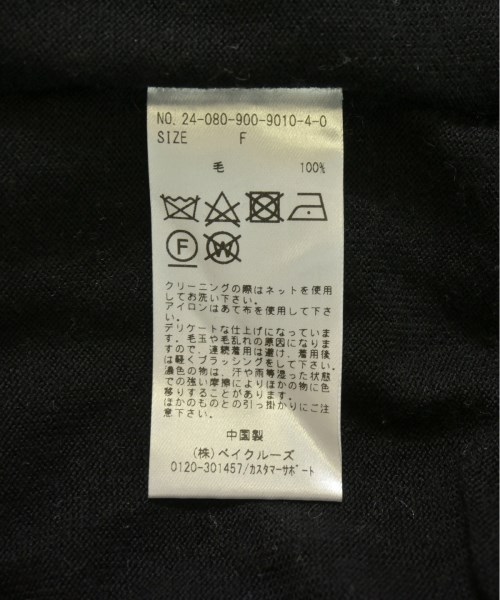 NO. 24-080-900-9010-4-0
SIZE F
毛 100%
F W
クリーニングの際はネットを使用
してお洗い下さい。
アイロンはあて布を使用して下さ
い。
デリケートな仕上げになっていま
す。毛玉や毛乱れの原因になりま
すので、連続着用は避け、着用後
は軽くブラッシングをして下さい。
濃色の物は、汗や雨等湿った状態
での強い摩擦によりほかの物に色
移りすることがあります。
ほかのものとの引っ掛かりにご注
意下さい。
中国製
(株)ベイクルーズ
0120-301457/カスタマーサポート